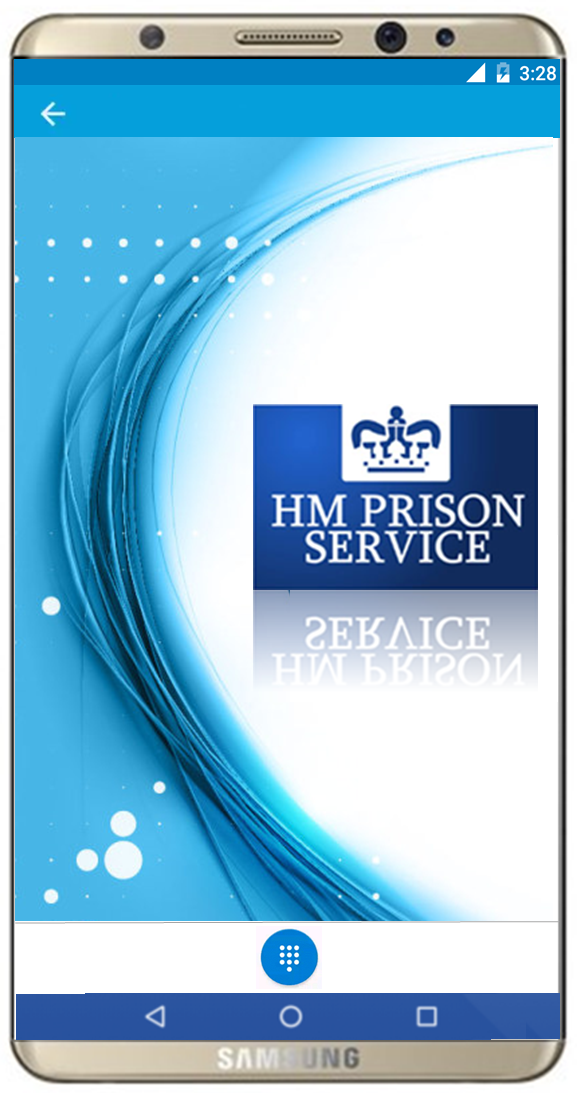 3:28
HM PRISON
SERVICE
SERVICE
HM PRISON
SAMSUNG